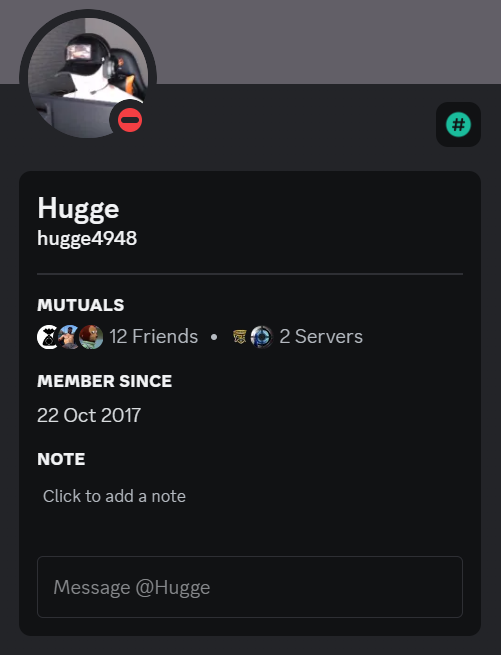 #
Hugge
hugge4948
MUTUALS
12 Friends • 2 Servers
MEMBER SINCE
22 Oct 2017
NOTE
Click to add a note
Message @Hugge